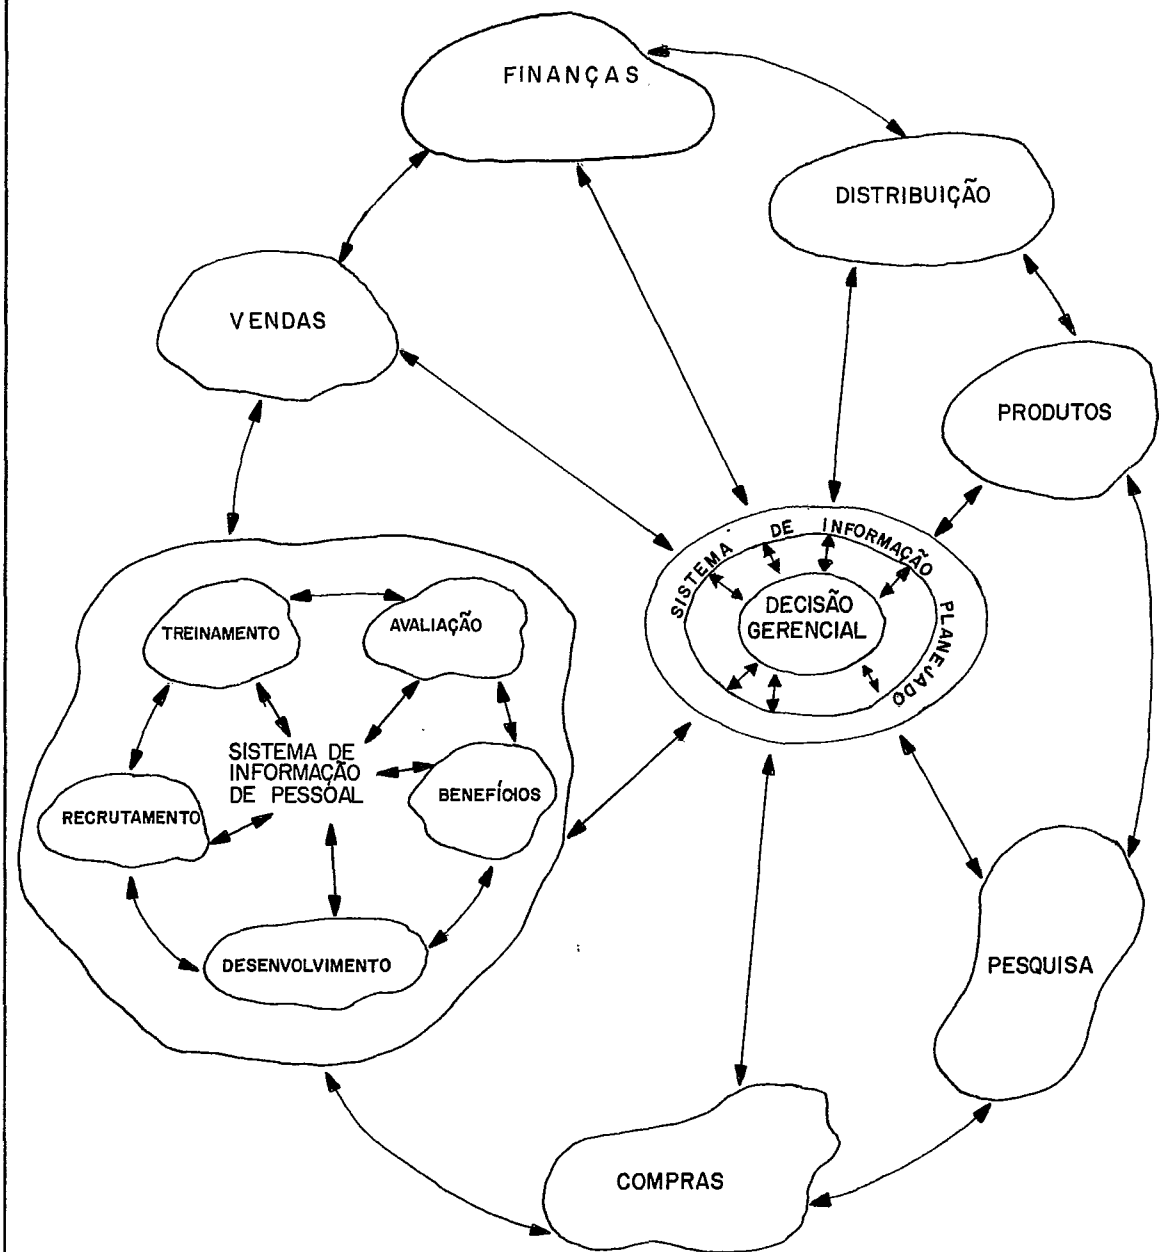 FINANÇAS
DISTRIBUIÇÃO
VENDAS
PRODUTOS
SISTEMA DE INFORMAÇÃO PLANEJADO
DECISÃO
GERENCIAL
TREINAMENTO
AVALIAÇÃO
SISTEMA DE
INFORMAÇÃO
DE PESSOAL
RECRUTAMENTO
BENEFÍCIOS
DESENVOLVIMENTO
PESQUISA
COMPRAS